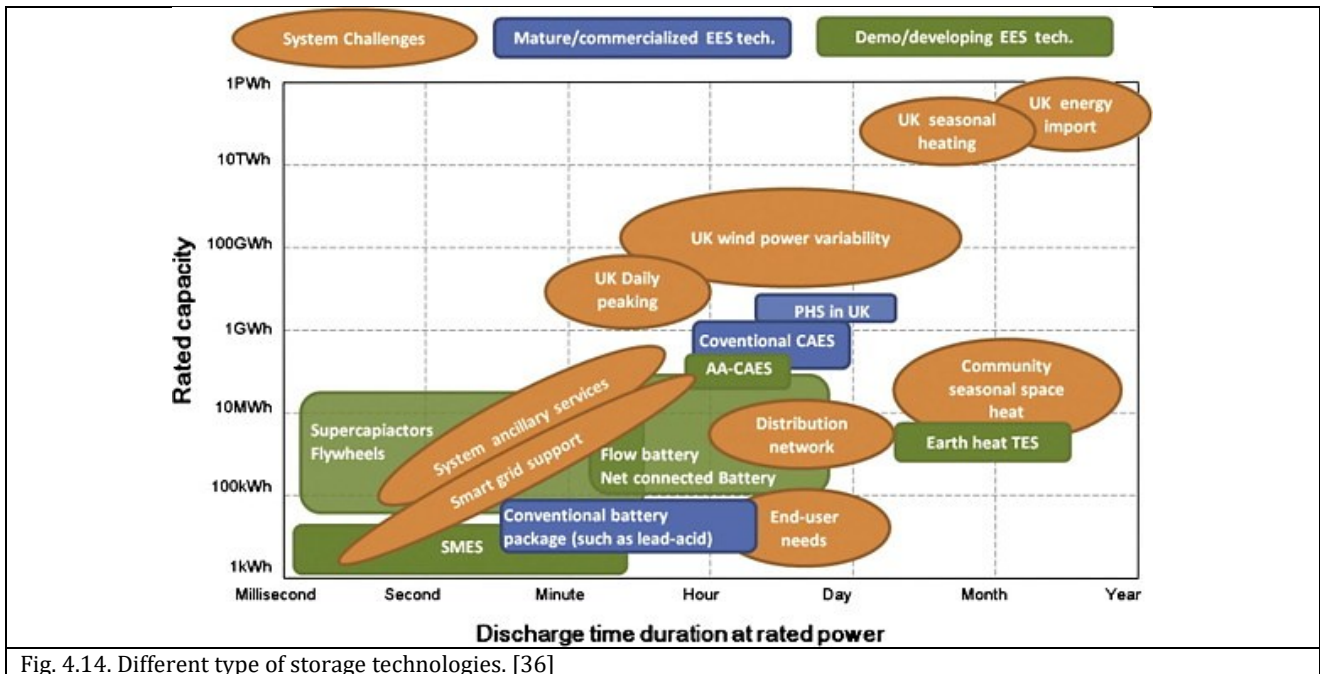 System Challenges
Mature/commercialized EES tech.
Demo/developing EES tech.
1PWh
10TWh
100GWh
1GWh
10MWh
100kWh
1kWh
Rated capacity
UK energy
import
UK seasonal
heating
UK wind power variability
UK Daily
peaking
PHS in UK
Coventional CAES
AA-CAES
Community
seasonal space
heat
Supercapiactors
Flywheels
System ancillary services
Smart grid support
Distribution
network
Flow battery
Net connected Battery
Earth heat TES
Conventional battery
package (such as lead-acid)
End-user
needs
SMES
Millisecond
Second
Minute
Hour
Day
Month
Year
Discharge time duration at rated power
Fig. 4.14. Different type of storage technologies. [36]